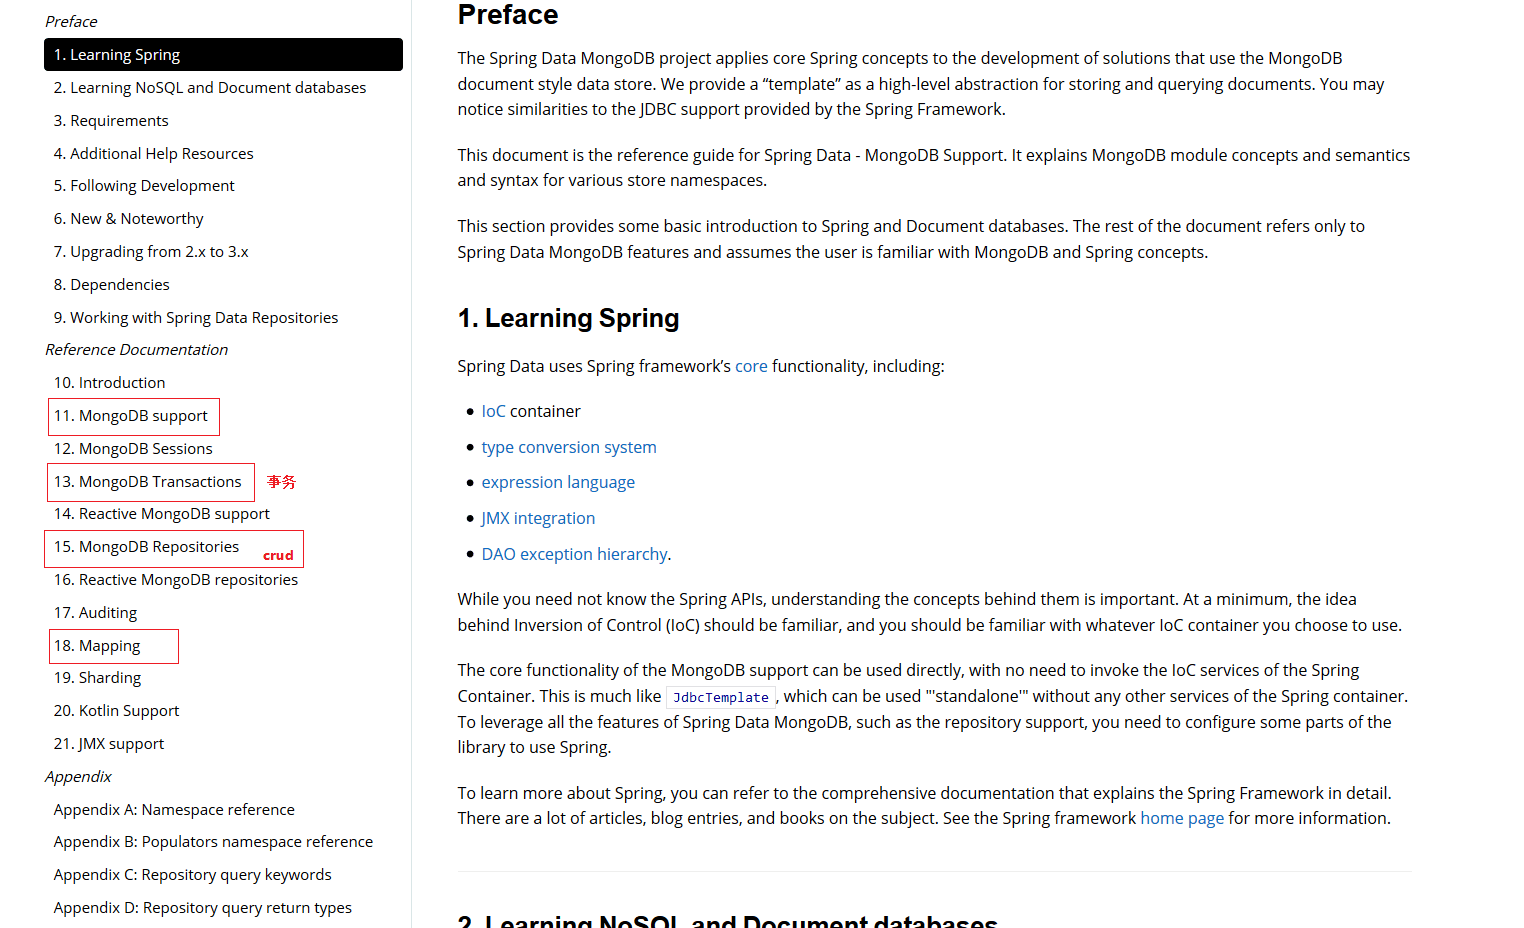 Preface
1. Learning Spring
2. Learning NoSQL and Document databases
3. Requirements
4. Additional Help Resources
5. Following Development
6. New & Noteworthy
7. Upgrading from 2.x to 3.x
8. Dependencies
9. Working with Spring Data Repositories
Reference Documentation
10. Introduction
11. MongoDB support
12. MongoDB Sessions
13. MongoDB Transactions 事务
14. Reactive MongoDB support
15. MongoDB Repositories crud
16. Reactive MongoDB repositories
17. Auditing
18. Mapping
19. Sharding
20. Kotlin Support
21. JMX support
Appendix
Appendix A: Namespace reference
Appendix B: Populators namespace reference
Appendix C: Repository query keywords
Appendix D: Repository query return types
Preface
The Spring Data MongoDB project applies core Spring concepts to the development of solutions that use the MongoDB
document style data store. We provide a “template” as a high-level abstraction for storing and querying documents. You may
notice similarities to the JDBC support provided by the Spring Framework.
This document is the reference guide for Spring Data - MongoDB Support. It explains MongoDB module concepts and semantics
and syntax for various store namespaces.
This section provides some basic introduction to Spring and Document databases. The rest of the document refers only to
Spring Data MongoDB features and assumes the user is familiar with MongoDB and Spring concepts.
1. Learning Spring
Spring Data uses Spring framework’s core functionality, including:
• IoC container
• type conversion system
• expression language
• JMX integration
• DAO exception hierarchy.
While you need not know the Spring APIs, understanding the concepts behind them is important. At a minimum, the idea
behind Inversion of Control (IoC) should be familiar, and you should be familiar with whatever IoC container you choose to use.
The core functionality of the MongoDB support can be used directly, with no need to invoke the IoC services of the Spring
Container. This is much like JdbcTemplate, which can be used "'standalone'" without any other services of the Spring container.
To leverage all the features of Spring Data MongoDB, such as the repository support, you need to configure some parts of the
library to use Spring.
To learn more about Spring, you can refer to the comprehensive documentation that explains the Spring Framework in detail.
There are a lot of articles, blog entries, and books on the subject. See the Spring framework home page for more information.
2. Learning NoSQL and Document databases